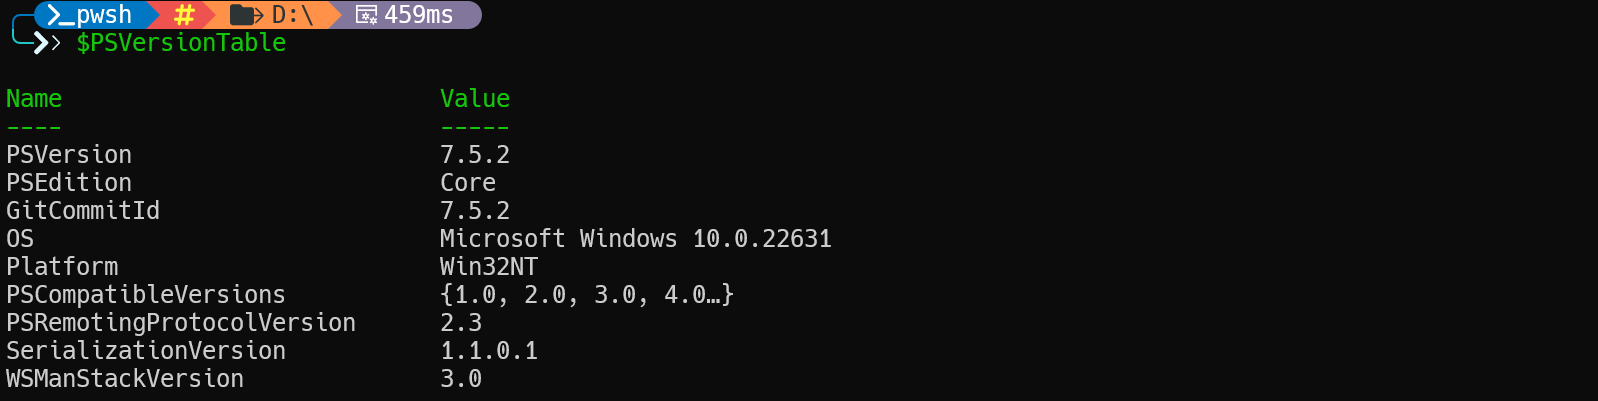 pwsh # D:\ 459ms
$PSVersionTable
Name Value
---- -----
PSVersion 7.5.2
PSEdition Core
GitCommitId 7.5.2
OS Microsoft Windows 10.0.22631
Platform Win32NT
PSCompatibleVersions {1.0, 2.0, 3.0, 4.0…}
PSRemotingProtocolVersion 2.3
SerializationVersion 1.1.0.1
WSManStackVersion 3.0